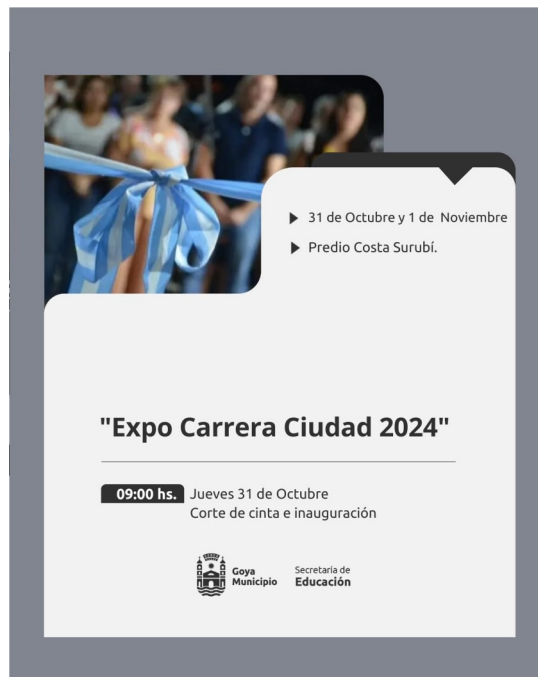 31 de Octubre y 1 de Noviembre
Predio Costa Surubí.
"Expo Carrera Ciudad 2024"
09:00 hs. Jueves 31 de Octubre
Corte de cinta e inauguración
Goya
Municipio
Secretaría de
Educación